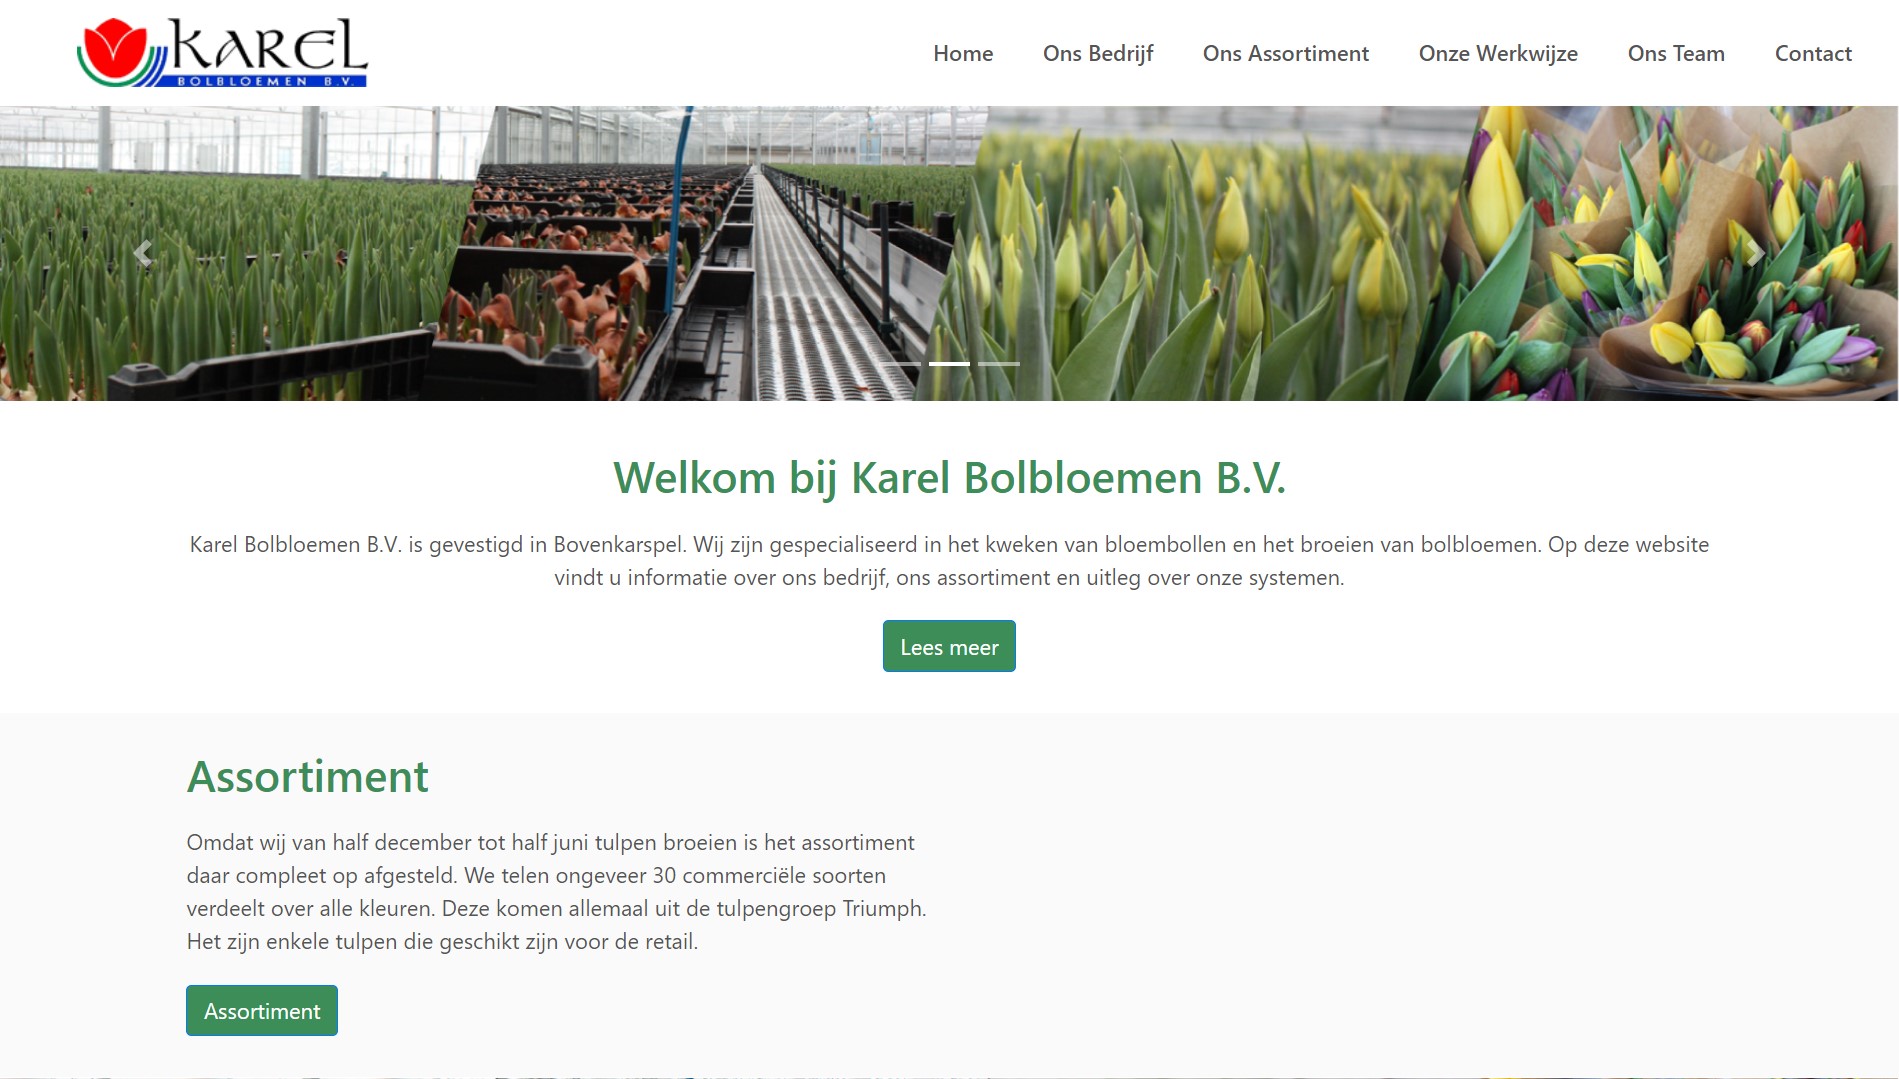 KAREL
BOLBLOEMEN B.V.
Home Ons Bedrijf Ons Assortiment Onze Werkwijze Ons Team Contact
Welkom bij Karel Bolbloemen B.V.
Karel Bolbloemen B.V. is gevestigd in Bovenkarspel. Wij zijn gespecialiseerd in het kweken van bloembollen en het broeien van bolbloemen. Op deze website
vindt u informatie over ons bedrijf, ons assortiment en uitleg over onze systemen.
Lees meer
Assortiment
Omdat wij van half december tot half juni tulpen broeien is het assortiment
daar compleet op afgesteld. We telen ongeveer 30 commerciële soorten
verdeelt over alle kleuren. Deze komen allemaal uit de tulpengroep Triumph.
Het zijn enkele tulpen die geschikt zijn voor de retail.
Assortiment